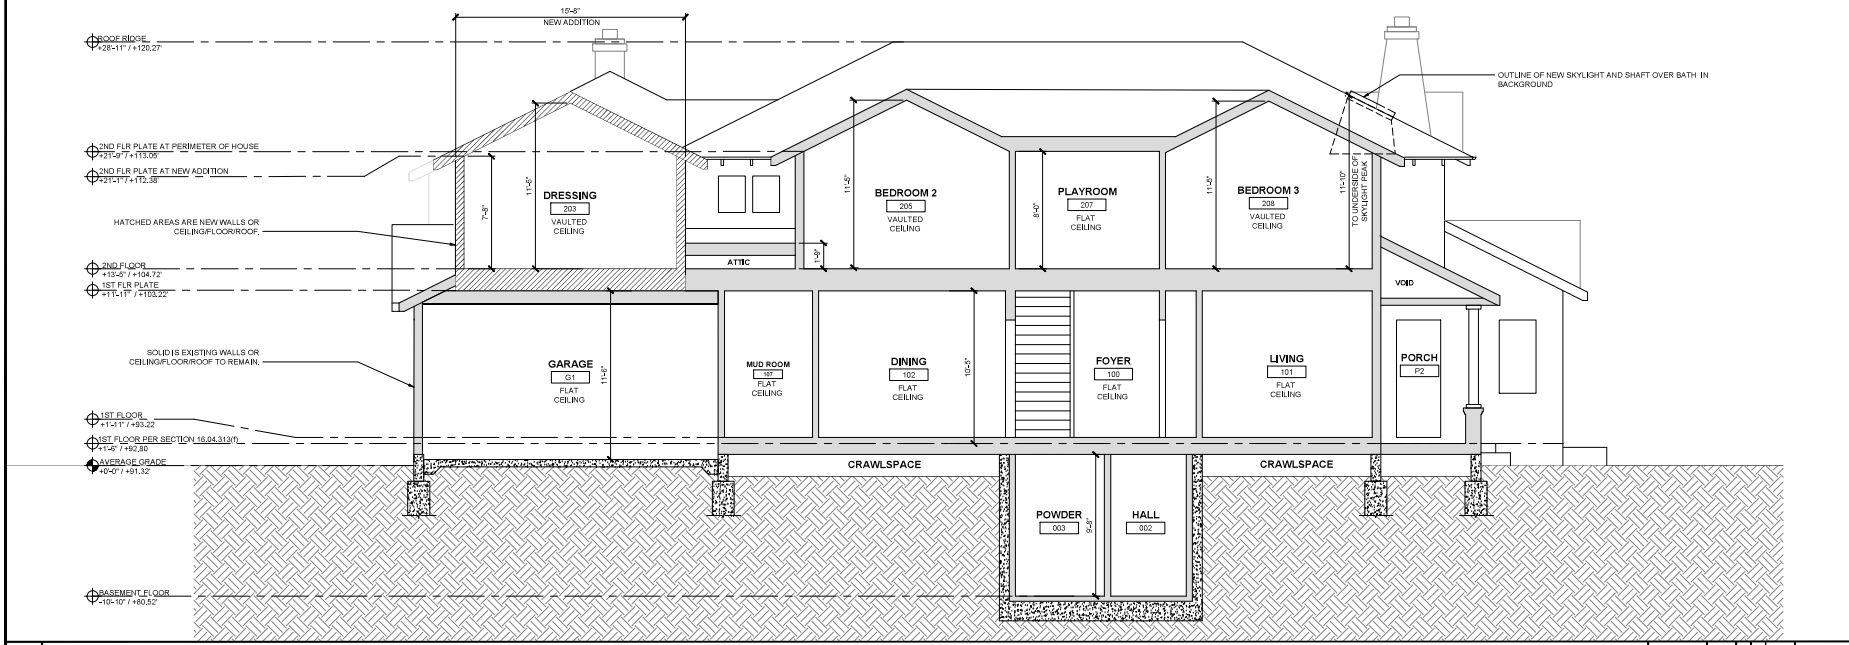 15'-8"
NEW ADDITION
ROOF RIDGE
+28'-11" / +120.27'
OUTLINE OF NEW SKYLIGHT AND SHAFT OVER BATH IN
BACKGROUND
2ND FLR PLATE AT PERIMETER OF HOUSE
+21'-9" / +113.05'
2ND FLR PLATE AT NEW ADDITION
+21'-1" / +112.38'
HATCHED AREAS ARE NEW WALLS OR
CEILING/FLOOR/ROOF.
7'-8"
11'-5"
DRESSING
203
VAULTED
CEILING
ATTIC
1'-9"
11'-5"
BEDROOM 2
205
VAULTED
CEILING
8'-0"
PLAYROOM
207
FLAT
CEILING
11'-5"
BEDROOM 3
208
VAULTED
CEILING
11'-10"
TO UNDERSIDE OF
SKYLIGHT PEAK
2ND FLOOR
+13'-5" / +104.72'
1ST FLR PLATE
+11'-11" / +103.22'
VOID
SOLID IS EXISTING WALLS OR
CEILING/FLOOR/ROOF TO REMAIN.
GARAGE
G1
FLAT
CEILING
11'-6"
MUD ROOM
107
FLAT
CEILING
DINING
102
FLAT
CEILING
10'-5"
FOYER
100
FLAT
CEILING
LIVING
101
FLAT
CEILING
PORCH
P2
1ST FLOOR
+1'-11" / +93.22
1ST FLOOR PER SECTION 16.04.313(f)
+1'-6" / +92.80
AVERAGE GRADE
+0'-0" / +91.32'
CRAWLSPACE
CRAWLSPACE
POWDER
003
9'-8"
HALL
002
BASEMENT FLOOR
-10'-10" / +80.52'